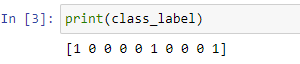 In [3]: print(class_label)
[1 0 0 0 0 1 0 0 0 1]